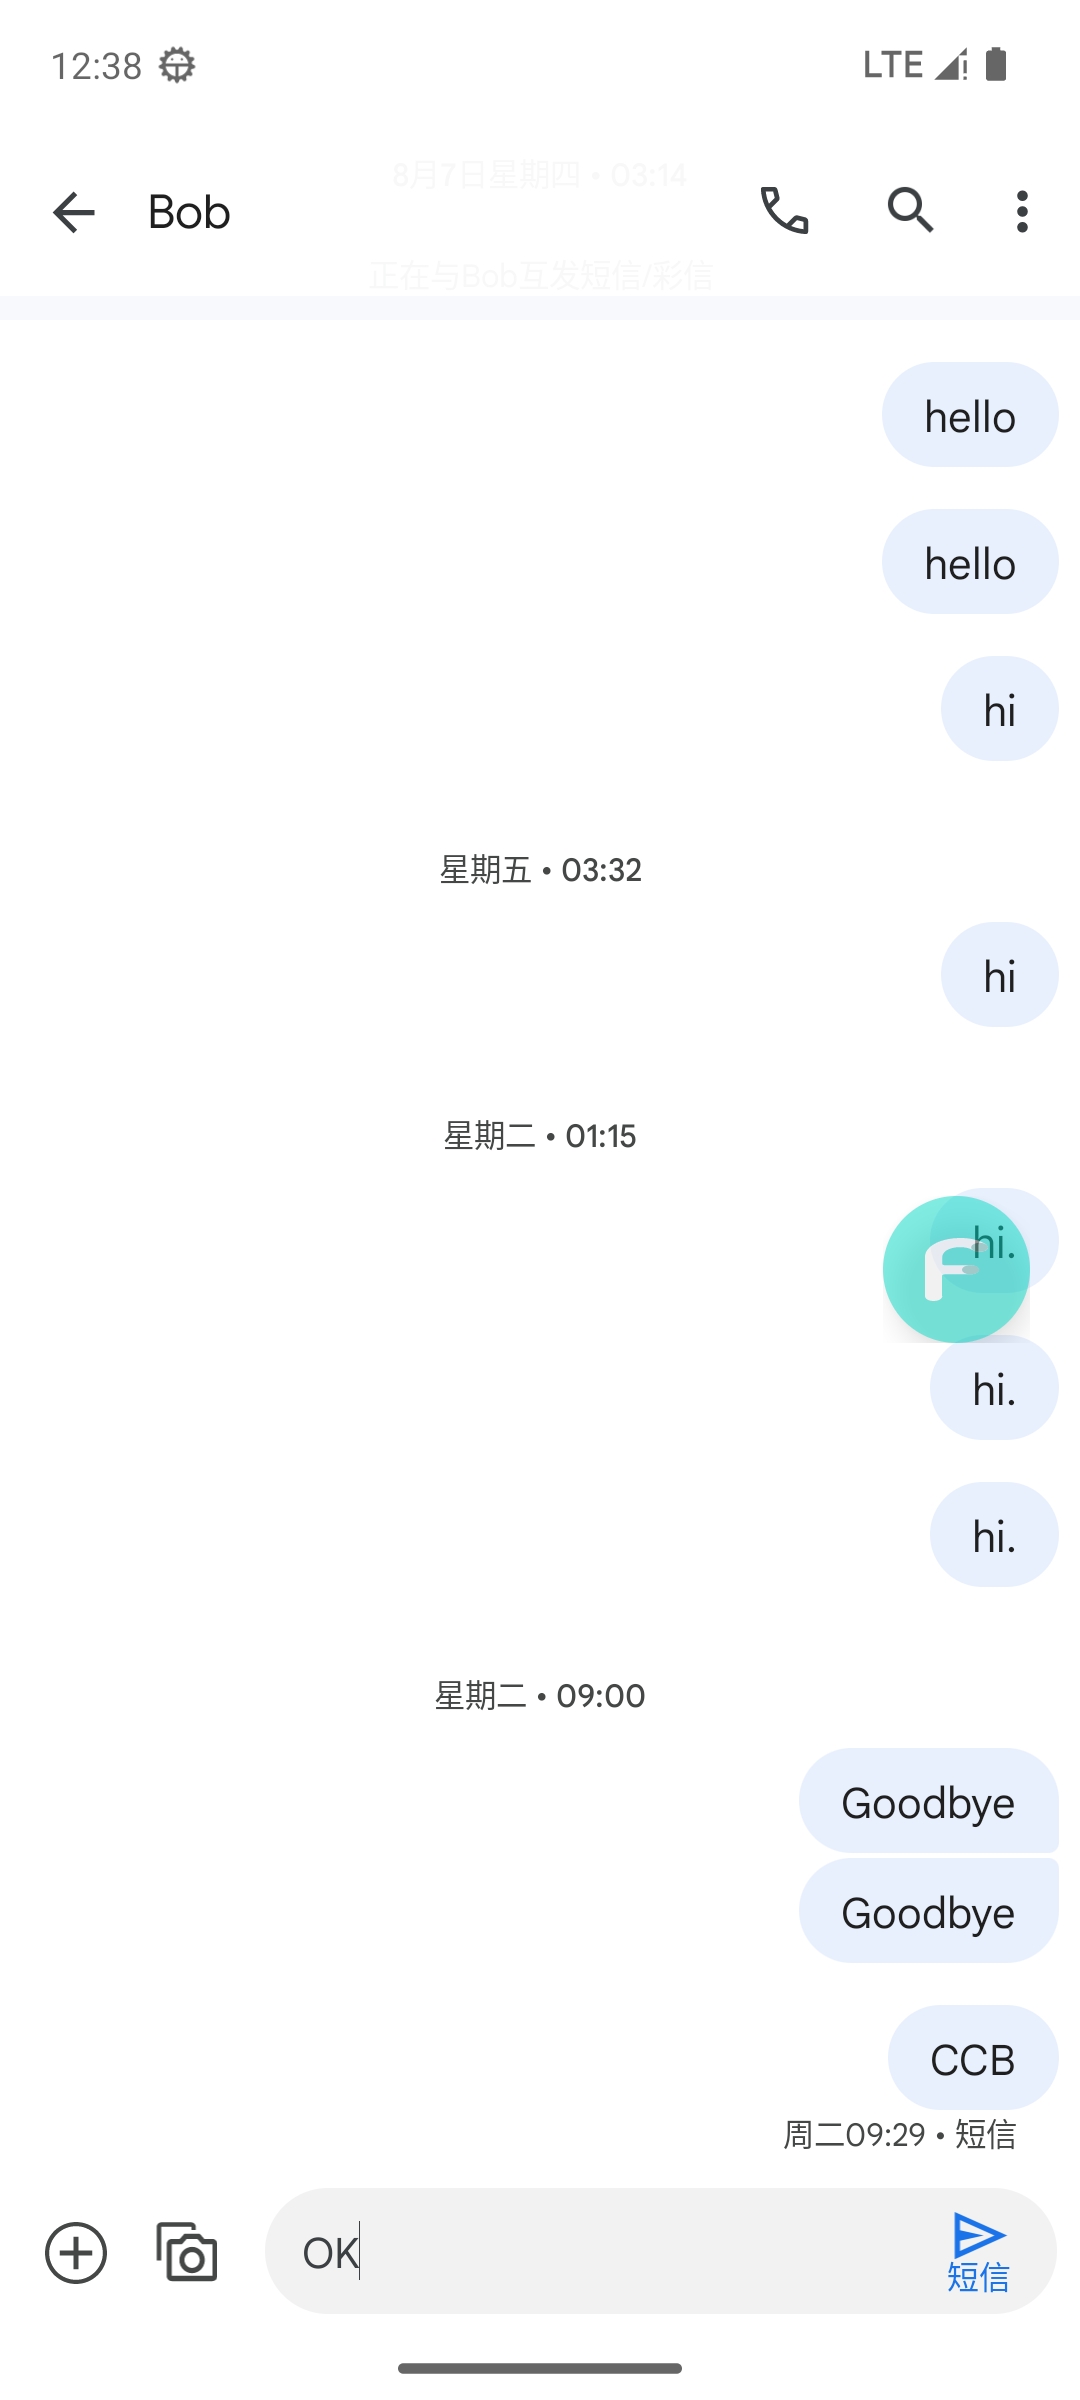 12:38
LTE
8月7日星期四 • 03:14
Bob
正在与Bob互发短信/彩信
hello
hello
hi
星期五 • 03:32
hi
星期二 • 01:15
hi.
hi.
hi.
星期二 • 09:00
Goodbye
Goodbye
CCB
周二09:29 • 短信
OK
短信